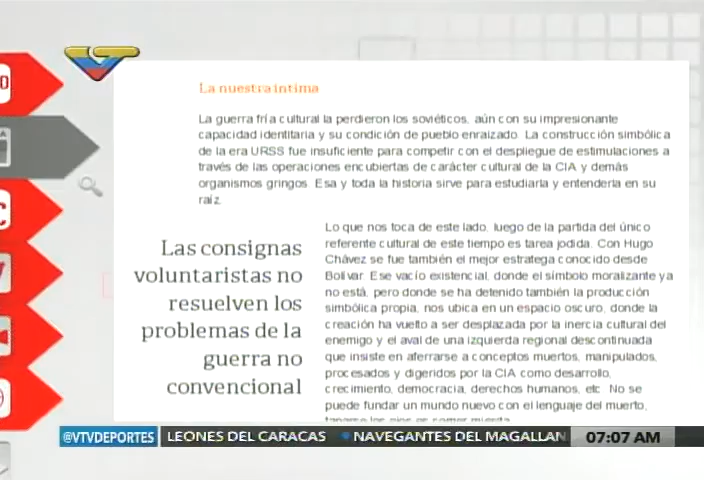 La nuestra íntima
La guerra fría cultural la perdieron los soviéticos, aún con su impresionante
capacidad identitaria y su condición de pueblo enraizado. La construcción simbólica
de la era URSS fue insuficiente para competir con el despliegue de estimulaciones a
través de las operaciones encubiertas de carácter cultural de la CIA y demás
organismos gringos. Esa y toda la historia sirve para estudiarla y entenderla en su
raíz.
Las consignas
voluntaristas no
resuelven los
problemas de la
guerra no
convencional
Lo que nos toca de este lado, luego de la partida del único
referente cultural de este tiempo es tarea jodida. Con Hugo
Chávez se fue también el mejor estratega conocido desde
Bolívar. Ese vacío existencial, donde el símbolo moralizante ya
no está, pero donde se ha detenido también la producción
simbólica propia, nos ubica en un espacio oscuro, donde la
creación ha vuelto a ser desplazada por la inercia cultural del
enemigo y el aval de una izquierda regional descontinuada
que insiste en aferrarse a conceptos muertos, manipulados,
procesados y digeridos por la CIA como desarrollo,
crecimiento, democracia, derechos humanos, etc. No se
puede fundar un mundo nuevo con el lenguaje del muerto,
@VTVDEPORTES LEONES DEL CARACAS NAVEGANTES DEL MAGALLAN 07:07 AM